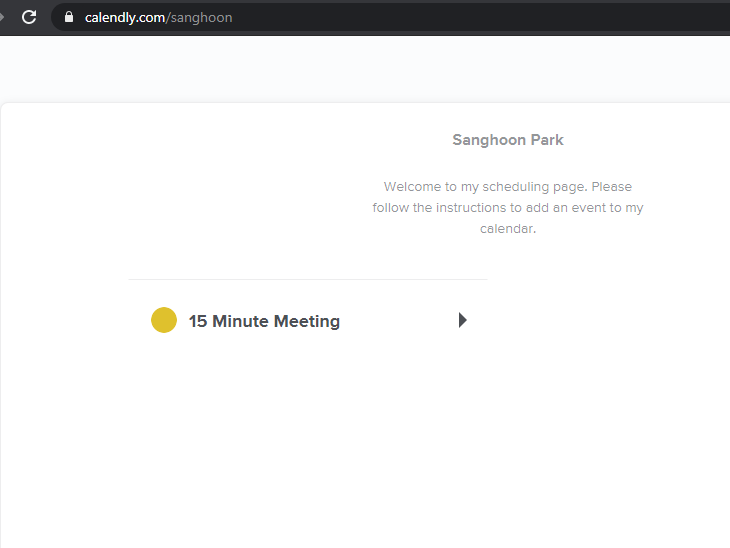 calendly.com/sanghoon
Sanghoon Park
Welcome to my scheduling page. Please
follow the instructions to add an event to my
calendar.
15 Minute Meeting